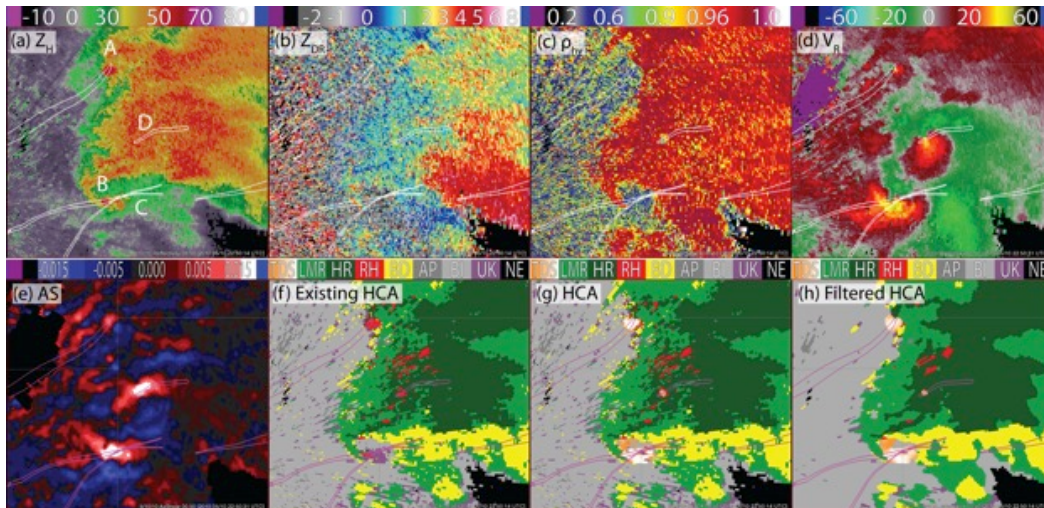 -10 0 30 50 70 80
-2 0 1 2 3 4 5 6 8
0.2 0.6 0.9 0.96 1.0
-60 0 20 60
(a) Z_H
(b) Z_DR
(c) ρ_hv
(d) V_R
A
D
B
C
-0.015 -0.005 0.000 0.005 0.015
TDS LMR HR RH BD AP BI UK NE
TDS LMR HR RH BD AP BI UK NE
TDS LMR HR RH BD AP BI UK NE
(e) AS
(f) Existing HCA
(g) HCA
(h) Filtered HCA